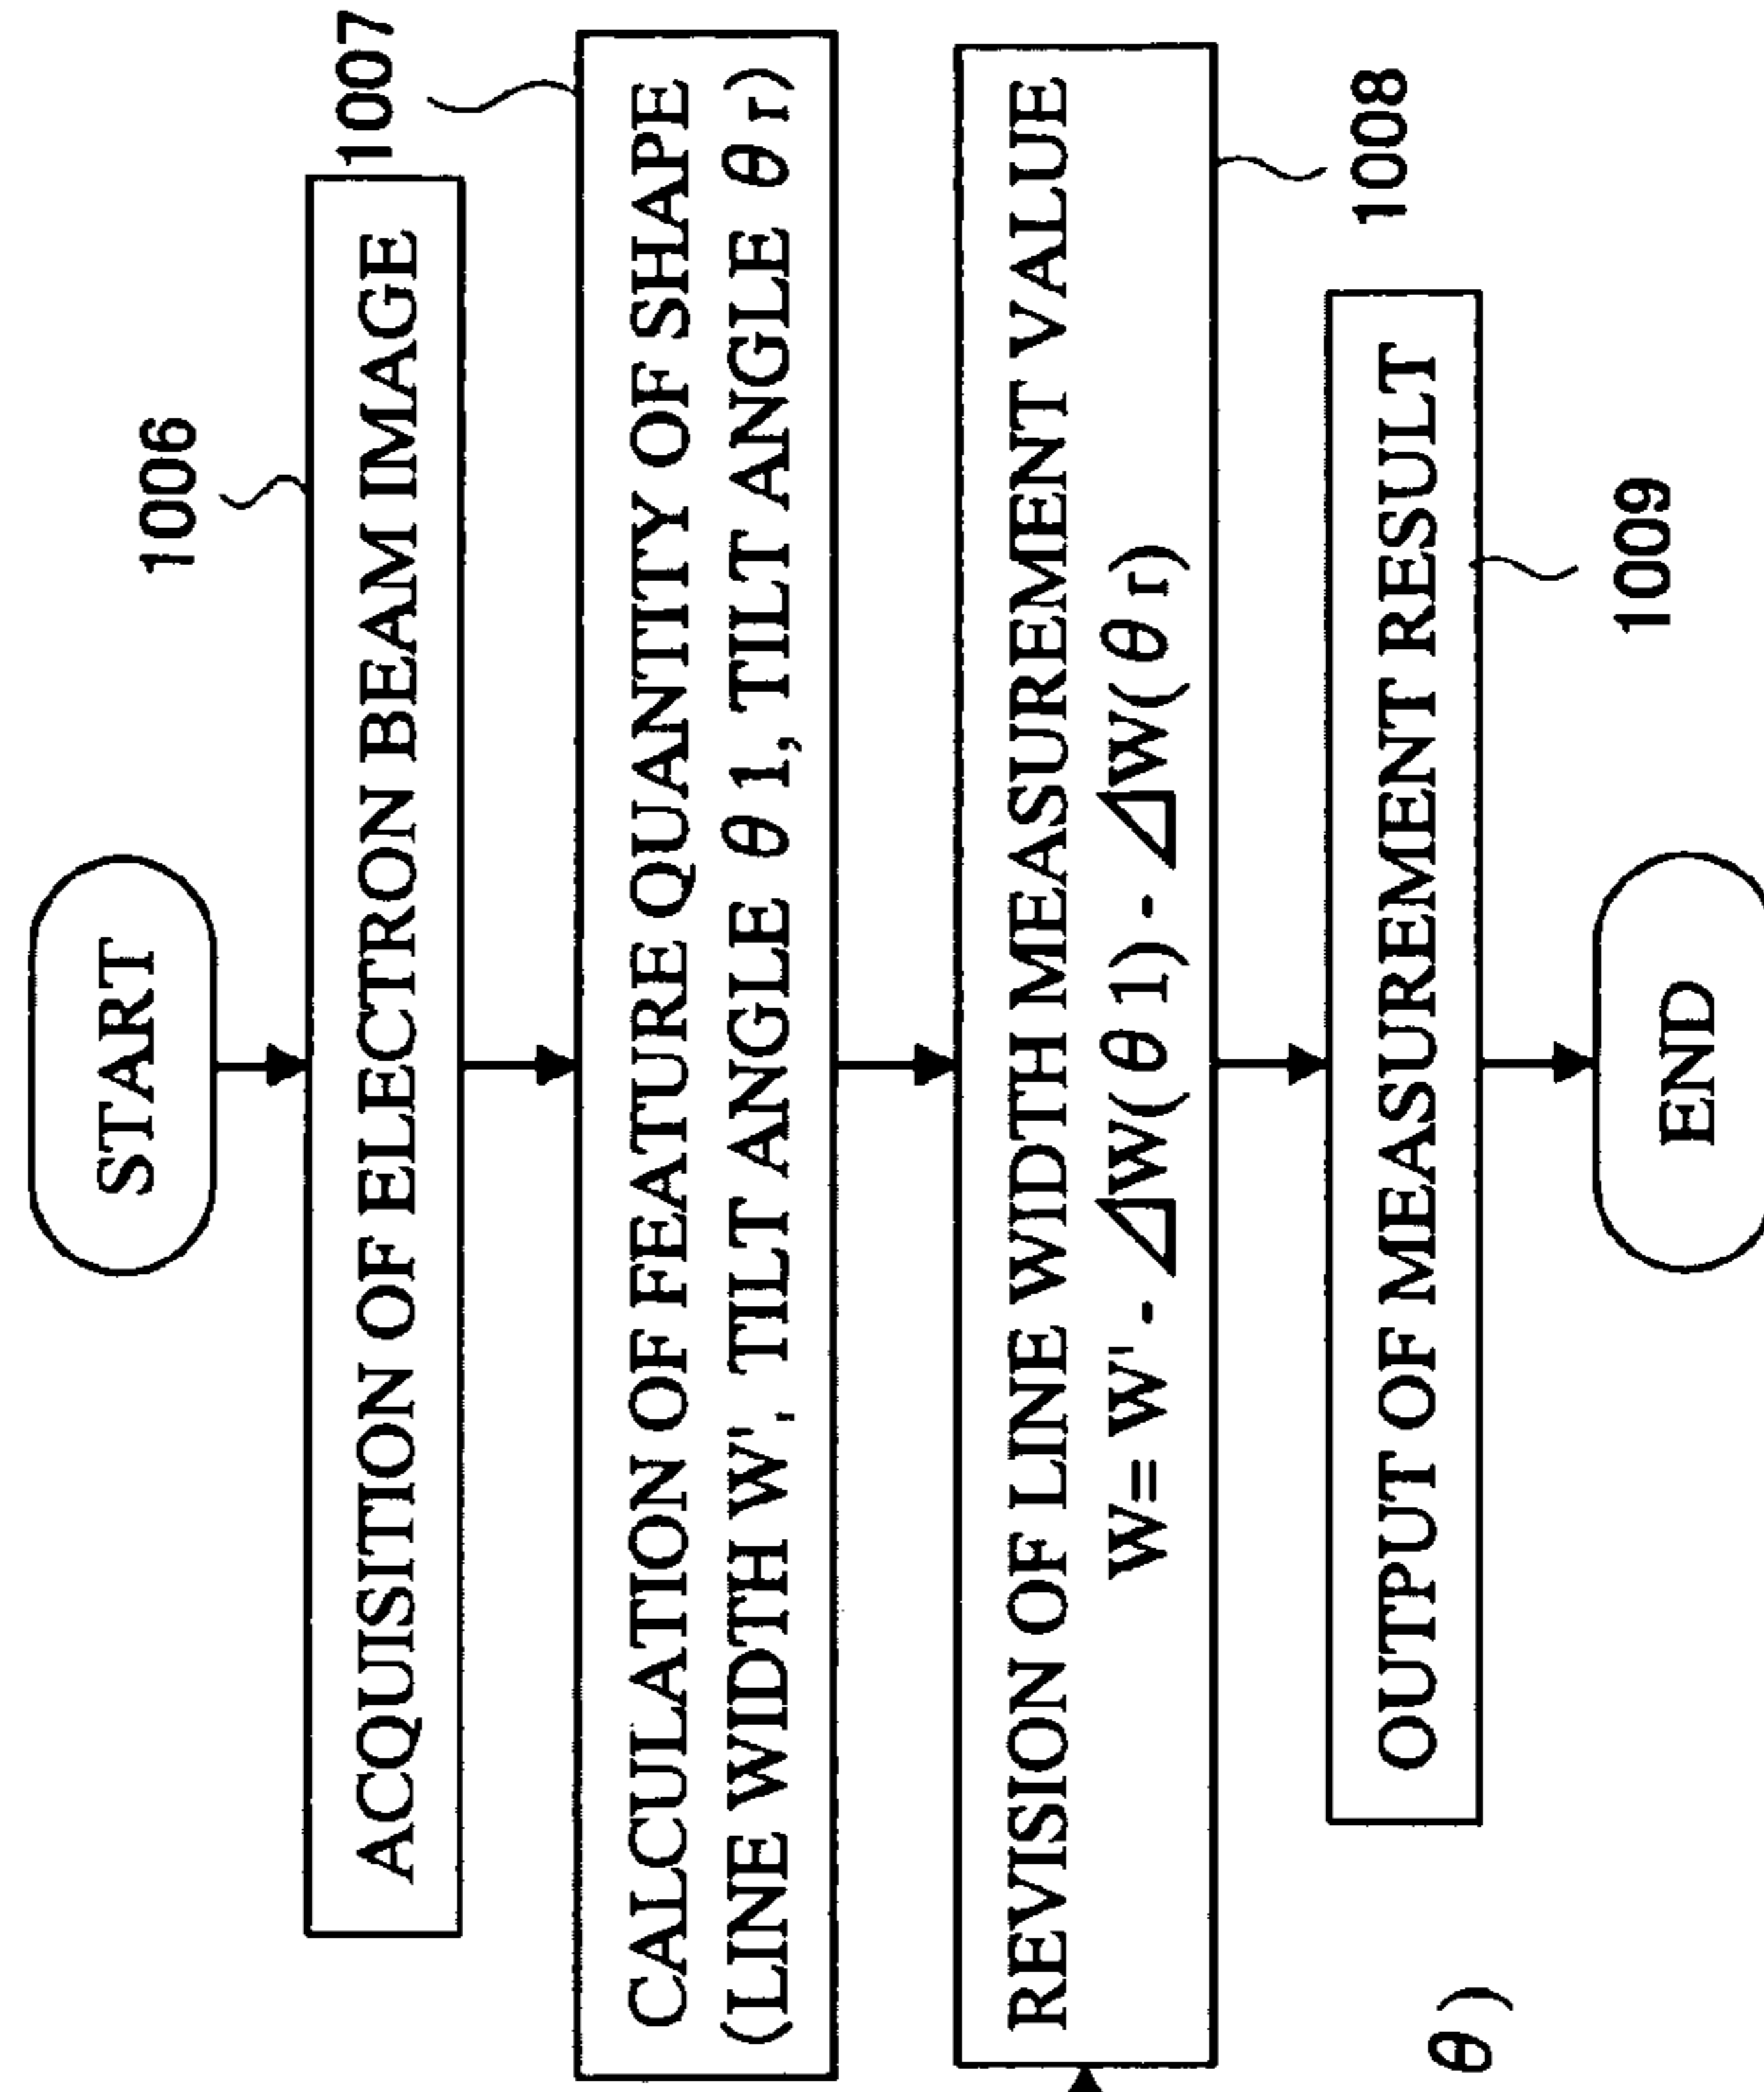 START
1006
ACQUISITION OF ELECTRON BEAM IMAGE
1007
CALCULATION OF FEATURE QUANTITY OF SHAPE
(LINE WIDTH W', TILT ANGLE θ1, TILT ANGLE θr)
REVISION OF LINE WIDTH MEASUREMENT VALUE
W= W' - ΔW(θ1) - ΔW(θr)
1008
OUTPUT OF MEASUREMENT RESULT
1009
END
θ)